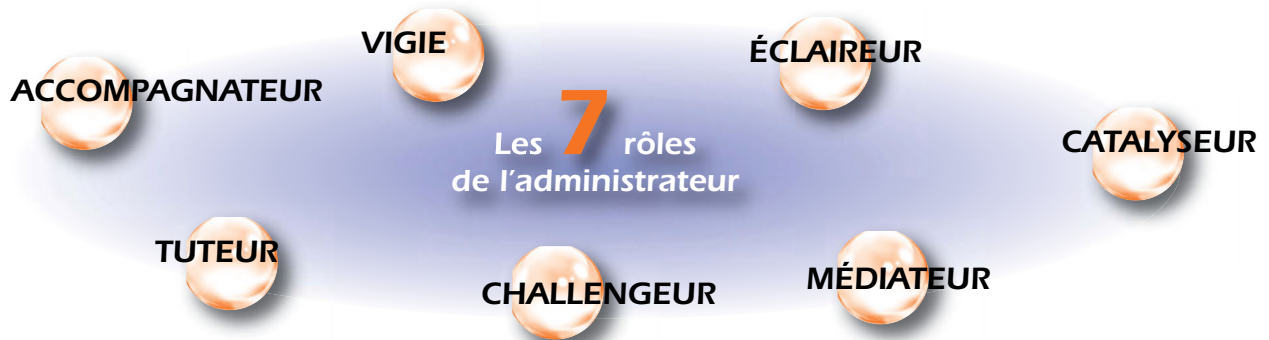 VIGIE
ÉCLAIREUR
ACCOMPAGNATEUR
Les 7 rôles
de l'administrateur
CATALYSEUR
TUTEUR
CHALLENGEUR
MÉDIATEUR